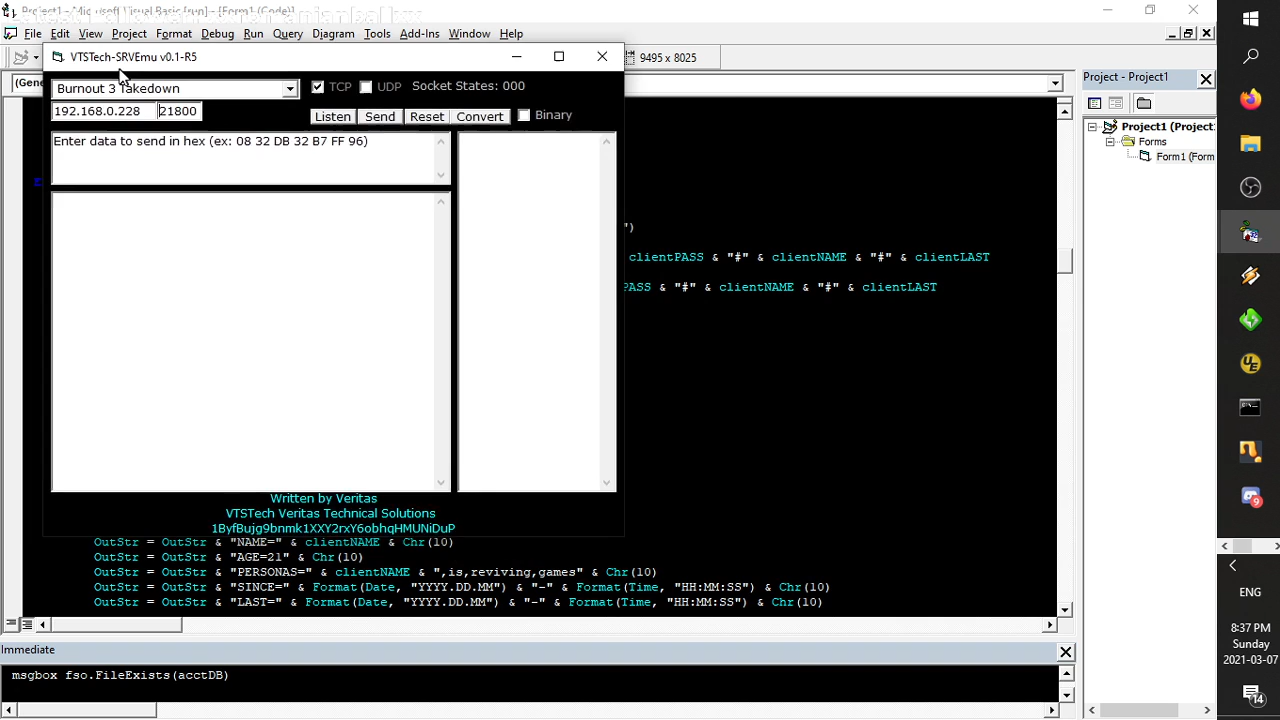 Project1 - Microsoft Visual Basic [run] - [Form1 (Code)]
File Edit View Project Format Debug Run Query Diagram Tools Add-Ins Window Help
VTSTech-SRVEmu v0.1-R5
9495 x 8025
(Gene
Project - Project1
Burnout 3 Takedown
TCP
UDP
Socket States: 000
192.168.0.228
21800
Listen
Send
Reset
Convert
Binary
Enter data to send in hex (ex: 08 32 DB 32 B7 FF 96)
Project1 (Project:
Forms
Form1 (Form
")
clientPASS & "#" & clientNAME & "#" & clientLAST
PASS & "#" & clientNAME & "#" & clientLAST
Written by Veritas
VTSTech Veritas Technical Solutions
1ByfBujg9bnmk1XXY2rxY6obhqHMUNiDuP
OutStr = OutStr & "NAME=" & clientNAME & Chr(10)
OutStr = OutStr & "AGE=21" & Chr(10)
OutStr = OutStr & "PERSONAS=" & clientNAME & ",is,reviving,games" & Chr(10)
OutStr = OutStr & "SINCE=" & Format(Date, "YYYY.DD.MM") & "-" & Format(Time, "HH:MM:SS") & Chr(10)
OutStr = OutStr & "LAST=" & Format(Date, "YYYY.DD.MM") & "-" & Format(Time, "HH:MM:SS") & Chr(10)
Immediate
msgbox fso.FileExists(acctDB)
UE
9
ENG
8:37 PM
Sunday
2021-03-07
14